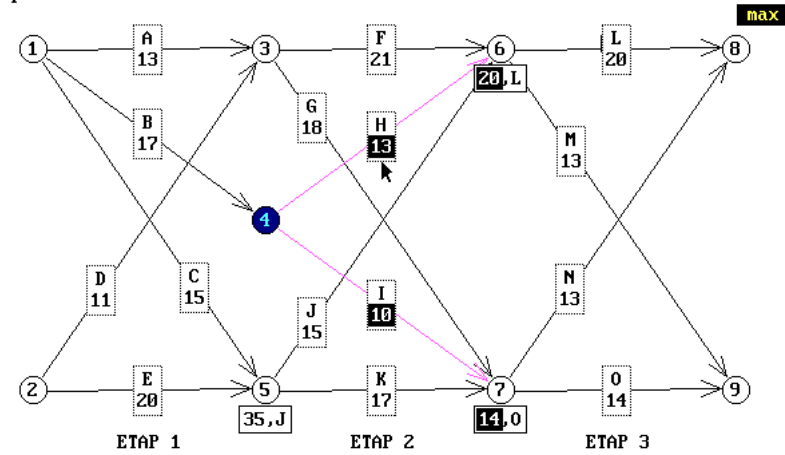 max
1
A
13
3
F
21
6
L
20
8
20,L
B
17
G
18
H
13
M
13
4
D
11
C
15
J
15
I
10
N
13
2
E
20
5
K
17
7
O
14
9
35,J
14,O
ETAP 1
ETAP 2
ETAP 3